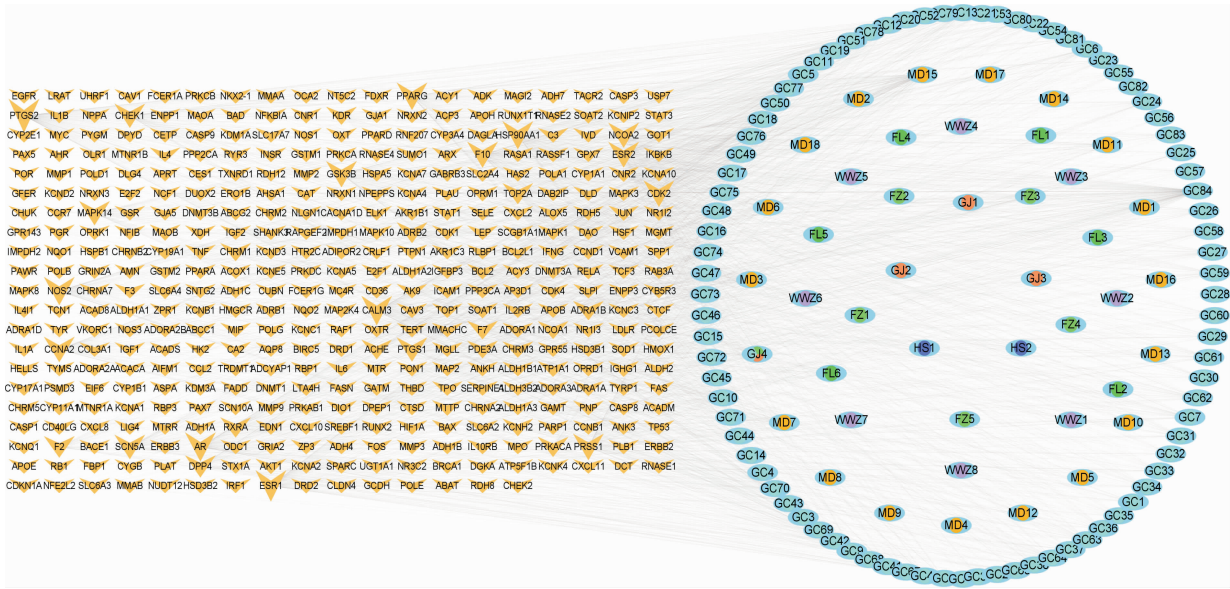 EGFR LRAT UHRF1 CAV1 FCER1A PRKCB NKX2-1 MMAA OCA2 NT5C2 FDXR PPARG ACY1 ADK MAGI2 ADH7 TACR2 CASP3 USP7
PTGS2 IL1B NPPA CHEK1 ENPP1 MAOA BAD NFKBIA CNR1 KDR GJA1 NRXN2 ACP3 APOH RUNX1T1 RNASE2 SOAT2 KCNIP2 STAT3
CYP2E1 MYC PYGM DPYD CETP CASP9 KDM1A SLC17A7 NOS1 OXT PPARD RNF207 CYP3A4 DAGLA HSP90AA1 C3 IVD NCOA2 GOT1
PAX5 AHR OLR1 MTNR1B IL4 PPP2CA RYR3 INSR GSTM1 PRKCA RNASE4 SUMO1 ARX F10 RASA1 RASSF1 GPX7 ESR2 IKBKB
POR MMP1 POLD1 DLG4 APRT CES1 TXNRD1 RDH12 MMP2 GSK3B HSPA5 KCNA7 GABRB3 SLC2A4 HAS2 POLA1 CYP1A1 CNR2 KCNA10
GFER KCND2 NRXN3 E2F2 NCF1 DUOX2 ERO1B AHSA1 CAT NRXN1 NPEPPS KCNA4 PLAU OPRM1 TOP2A DAB2IP DLD MAPK3 CDK2
CHUK CCR7 MAPK14 GSR GJA5 DNMT3B ABCG2 CHRM2 NLGN1 CACNA1D ELK1 AKR1B1 STAT1 SELE CXCL2 ALOX5 RDH5 JUN NR1I2
GPR143 PGR OPRK1 NFIB MAOB XDH IGF2 SHANK3 RAPGEF2 IMPDH1 MAPK10 ADRB2 CDK1 LEP SCGB1A1 MAPK1 DAO HSF1 MGMT
IMPDH2 NQO1 HSPB1 CHRNB2 CYP19A1 TNF CHRM1 KCND3 HTR2C ADIPOR2 CRLF1 PTPN1 AKR1C3 RLBP1 BCL2L1 IFNG CCND1 VCAM1 SPP1
PAWR POLB GRIN2A AMN GSTM2 PPARA ACOX1 KCNE5 PRKDC KCNA5 E2F1 ALDH1A2 IGFBP3 BCL2 ACY3 DNMT3A RELA TCF3 RAB3A
MAPK8 NOS2 CHRNA7 F3 SLC6A4 SNTG2 ADH1C CUBN FCER1G MC4R CD36 AK9 ICAM1 PPP3CA AP3D1 CDK4 SLPI ENPP3 CYB5R3
IL4I1 TCN1 ACAD8 ALDH1A1 ZPR1 KCNB1 HMGCR ADRB1 NQO2 MAP2K4 CALM3 CAV3 TOP1 SOAT1 IL2RB APOB ADRA1B KCNC3 CTCF
ADRA1D TYR VKORC1 NOS3 ADORA2B ABCC1 MIP POLG KCNC1 RAF1 OXTR TERT MMACHC F7 ADORA1 NCOA1 NR1I3 LDLR PCOLCE
IL1A CCNA2 COL3A1 IGF1 ACADS HK2 CA2 AQP8 BIRC5 DRD1 ACHE PTGS1 MGLL PDE3A CHRM3 GPR55 HSD3B1 SOD1 HMOX1
HELLS TYMS ADORA2A ACACA AIFM1 CCL2 TRDMT1 ADCYAP1 RBP1 IL6 MTR PON1 MAP2 ANKH ALDH1B1 ATP1A1 OPRD1 IGHG1 ALDH2
CYP17A1 PSMD3 EIF6 CYP1B1 ASPA KDM3A FADD DNMT1 LTA4H FASN GATM THBD TPO SERPINE1 ALDH3B2 ADORA3 ADRA1A TYRP1 FAS
CHRM5 CYP11A1 MTNR1A KCNA1 RBP3 PAX7 SCN10A MMP9 PRKAB1 DIO1 DPEP1 CTSD MTTP CHRNA2 ALDH1A3 GAMT PNP CASP8 ACADM
CASP1 CD40LG CXCL8 LIG4 MTRR ADH1A RXRA EDN1 CXCL10 SREBF1 RUNX2 HIF1A BAX SLC6A2 KCNH2 PARP1 CCNB1 ANK3 TP53
KCNQ1 F2 BACE1 SCN5A ERBB3 AR ODC1 GRIA2 ZP3 ADH4 FOS MMP3 ADH1B IL10RB MPO PRKACA PRSS1 PLB1 ERBB2
APOE RB1 FBP1 CYGB PLAT DPP4 STX1A AKT1 KCNA2 SPARC UGT1A1 NR3C2 BRCA1 DGKA ATP5F1B KCNK4 CXCL11 DCT RNASE1
CDKN1A NFE2L2 SLC6A3 MMAB NUDT12 HSD3B2 IRF1 ESR1 DRD2 CLDN4 GCDH POLE ABAT RDH8 CHEK2
GC12 GC20 GC52 GC79 GC13 GC21 GC53 GC80 GC22 GC54
GC78 GC81
GC51 GC6
GC19 GC23
GC11 GC55
GC5 MD15 MD17 GC82
GC77 GC24
GC50 MD2 MD14 GC56
GC18 WWZ4 GC83
GC76 FL4 FL1
GC49 MD18 MD11 GC25
GC17 WWZ5 WWZ3 GC57
GC75 FZ2 GJ1 FZ3 GC84
GC48 MD6 MD1 GC26
GC16 FL5 FL3 GC58
GC74 GC27
GC47 MD3 GJ2 GJ3 MD16 GC59
GC73 WWZ6 WWZ2 GC28
GC46 FZ1 FZ4 GC60
GC15 GC29
GC72 GJ4 HS1 HS2 MD13 GC61
GC45 FL6 GC30
GC10 FL2 GC62
GC71 MD7 WWZ7 FZ5 WWZ1 MD10 GC7
GC44 GC31
GC14 GC32
GC4 WWZ8 GC33
GC70 MD8 MD5 GC34
GC43 GC1
GC3 MD9 MD4 MD12 GC35
GC69 GC36
GC42 GC63
GC9 GC37
GC68 GC64